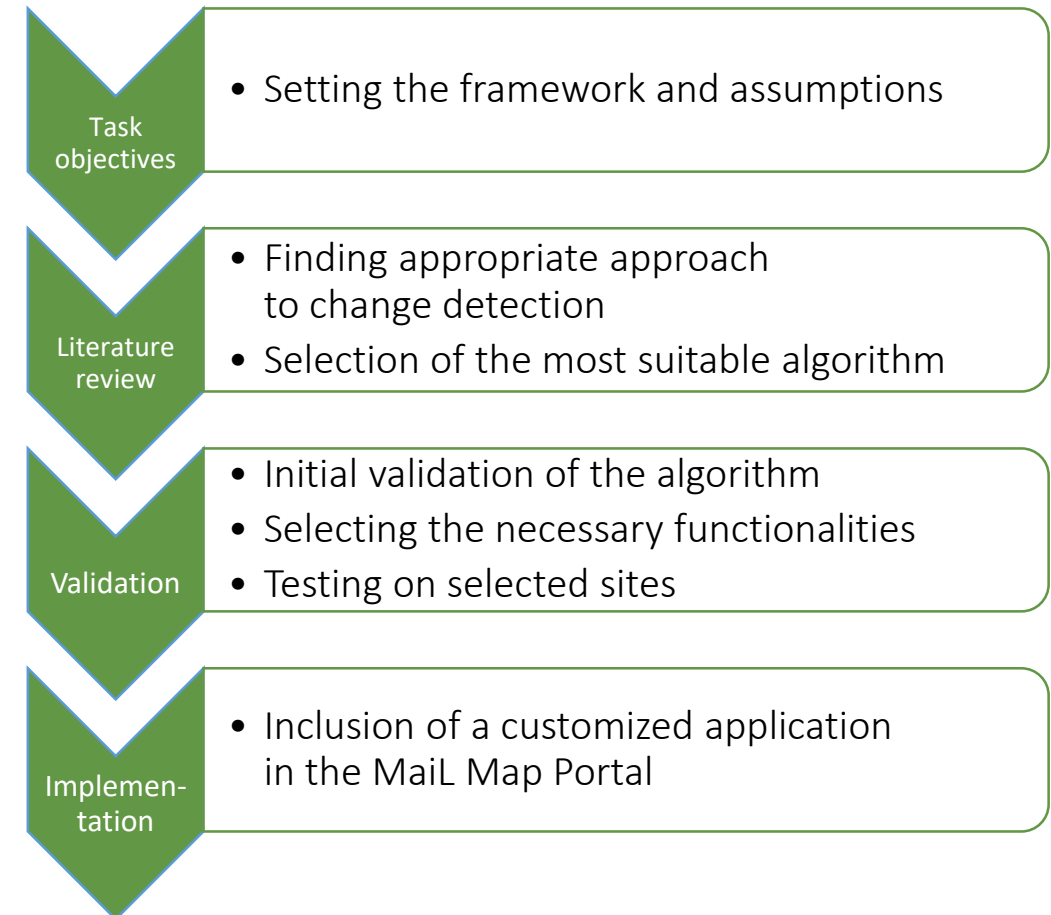 Task
objectives
• Setting the framework and assumptions
Literature
review
• Finding appropriate approach
to change detection
• Selection of the most suitable algorithm
Validation
• Initial validation of the algorithm
• Selecting the necessary functionalities
• Testing on selected sites
Implemen-
tation
• Inclusion of a customized application
in the MaiL Map Portal